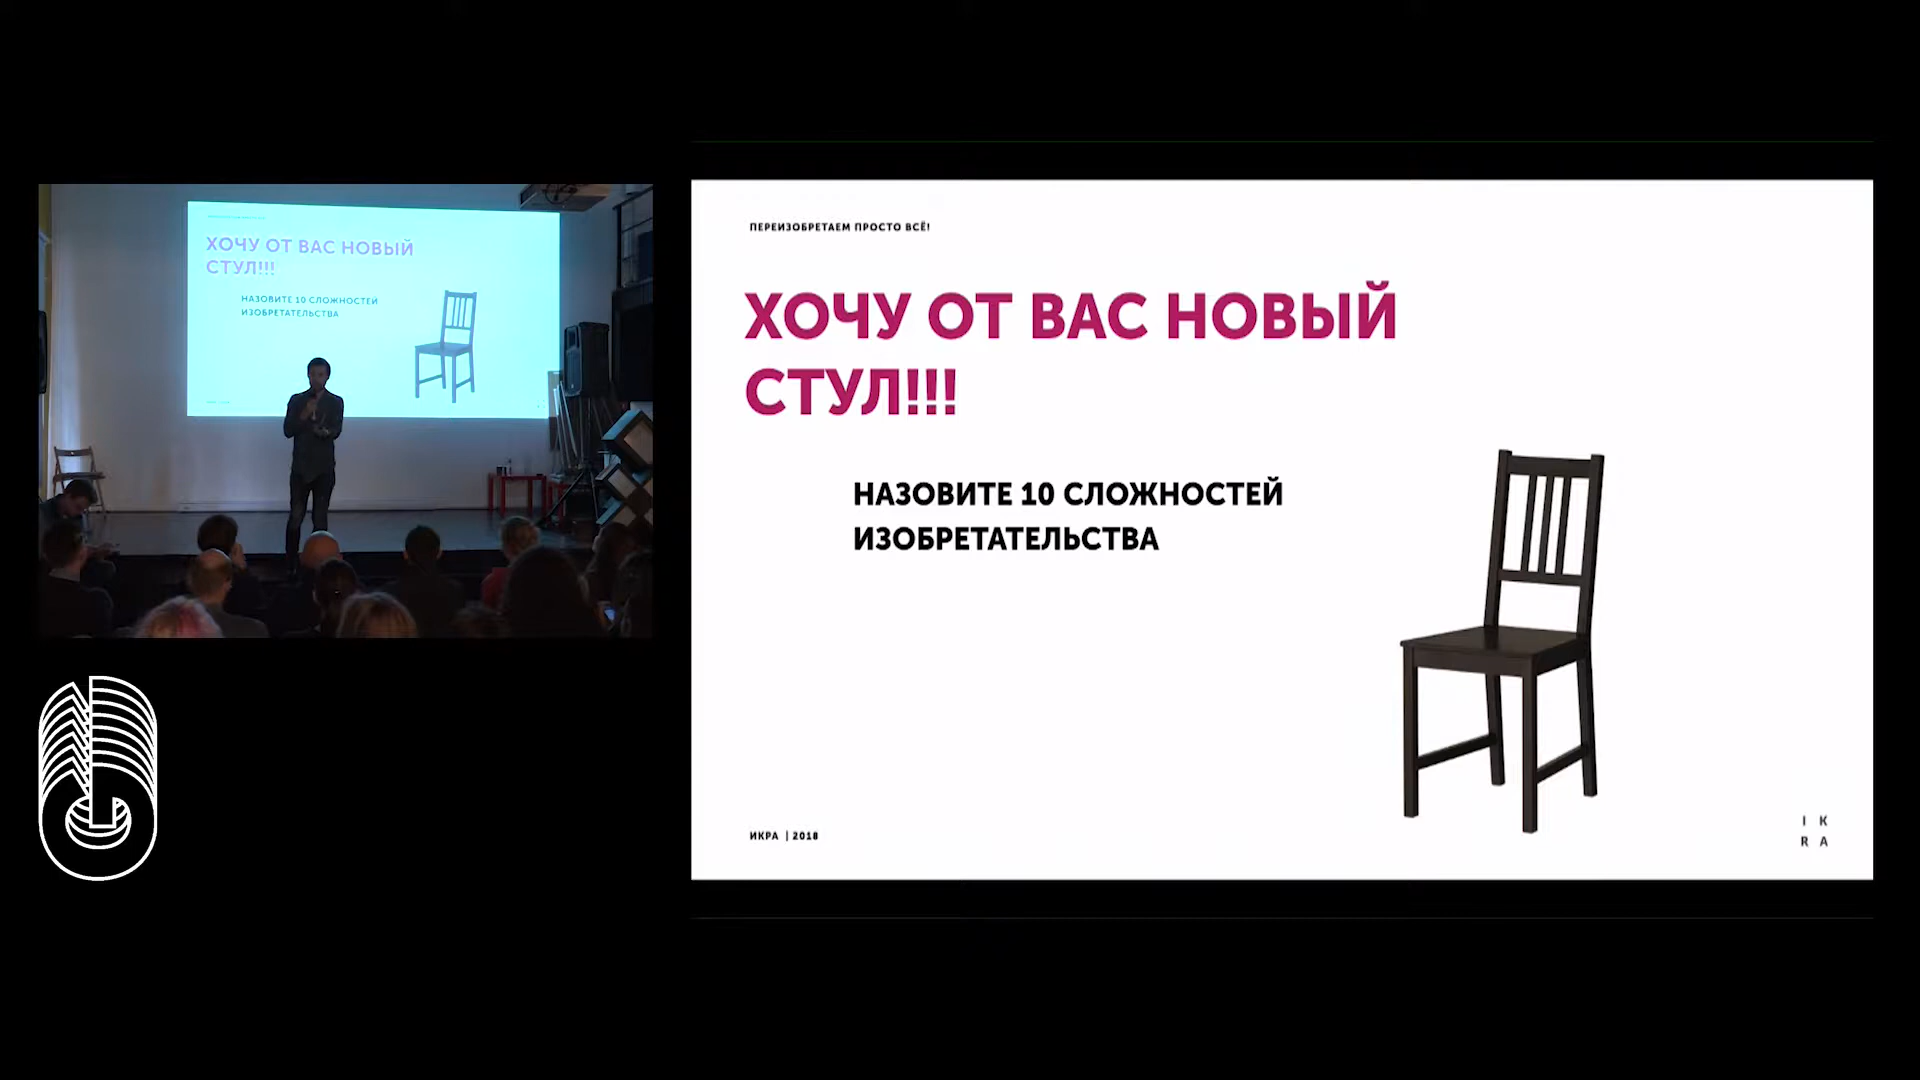 ХОЧУ ОТ ВАС НОВЫЙ
СТУЛ!!!
НАЗОВИТЕ 10 СЛОЖНОСТЕЙ
ИЗОБРЕТАТЕЛЬСТВА
ПЕРЕИЗОБРЕТАЕМ ПРОСТО ВСЁ!
ХОЧУ ОТ ВАС НОВЫЙ
СТУЛ!!!
НАЗОВИТЕ 10 СЛОЖНОСТЕЙ
ИЗОБРЕТАТЕЛЬСТВА
ИКРА | 2018
I K
R A